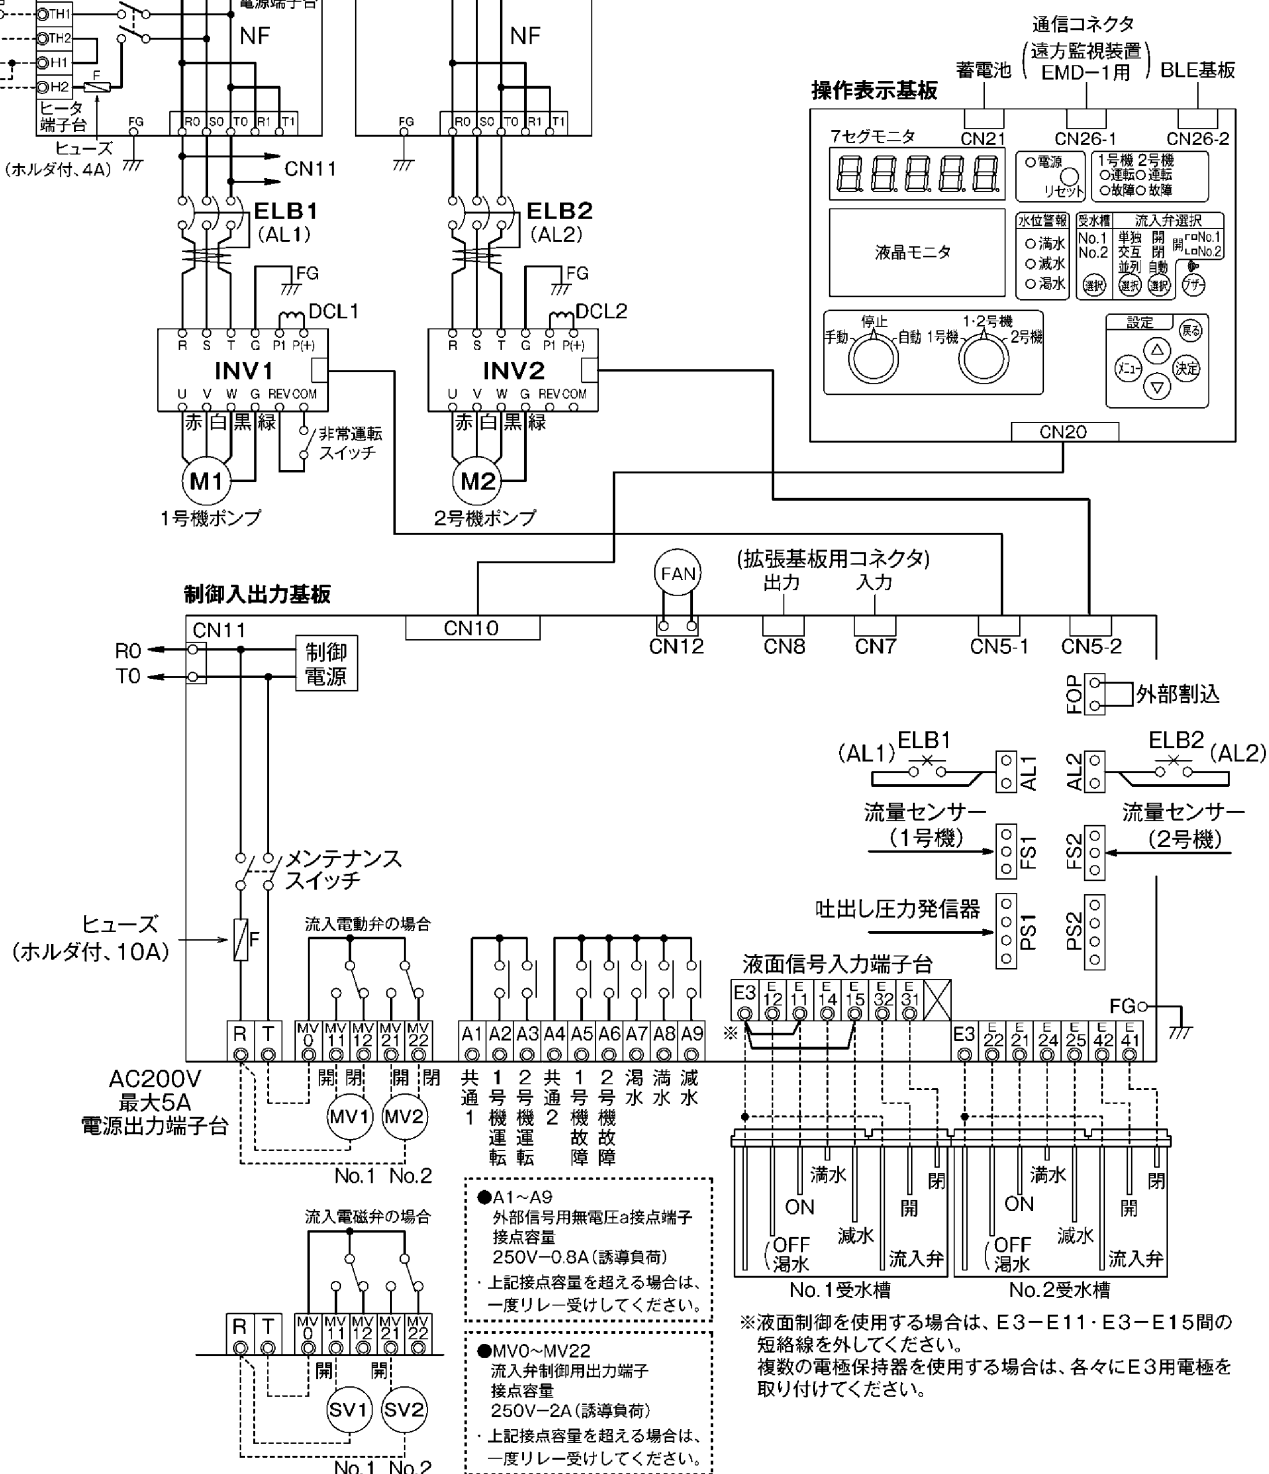 電源端子台
TH1
TH2
H1
H2
F
NF
NF
ヒータ
端子台
FG
R0 S0 T0 R1 T1
FG
R0 S0 T0 R1 T1
ヒューズ
(ホルダ付、4A)
CN11
ELB1
(AL1)
ELB2
(AL2)
FG
FG
DCL1
DCL2
R S T G P1 P(+)
INV1
U V W G REV COM
赤 白 黒 緑
非常運転
スイッチ
M1
1号機ポンプ
R S T G P1 P(+)
INV2
U V W G REV COM
赤 白 黒 緑
M2
2号機ポンプ
通信コネクタ
(遠方監視装置
EMD-1用)
蓄電池
BLE基板
操作表示基板
CN21
CN26-1
CN26-2
7セグモニタ
88888
電源
リセット
1号機 2号機
運転 運転
故障 故障
液晶モニタ
水位警報
満水
減水
渇水
受水槽
No.1
No.2
選択
流入弁選択
単独 開
交互 閉
並列 自動
選択 選択
開 No.1
No.2
ブザー
停止
手動 自動
1・2号機
1号機 2号機
設定
戻る
メニュー
決定
CN20
制御入出力基板
FAN
(拡張基板用コネクタ)
出力 入力
CN11
CN10
CN12
CN8
CN7
CN5-1
CN5-2
R0
T0
制御
電源
FOP
外部割込
(AL1)
ELB1
AL1
AL2
ELB2
(AL2)
流量センサー
(1号機)
FS1
FS2
流量センサー
(2号機)
吐出し圧力発信器
PS1
PS2
メンテナンス
スイッチ
ヒューズ
(ホルダ付、10A)
F
流入電動弁の場合
液面信号入力端子台
E3 E12 E11 E14 E15 E32 E31
※
FG
R T
MV0 MV11 MV12 MV21 MV22
A1 A2 A3 A4 A5 A6 A7 A8 A9
E3 E22 E21 E24 E25 E42 E41
AC200V
最大5A
電源出力端子台
開 閉 開 閉
MV1 MV2
No.1 No.2
共通1
1号機運転
2号機運転
共通2
1号機故障
2号機故障
渇水
満水
減水
満水
ON
減水
(OFF
渇水
流入弁
開
閉
No.1受水槽
満水
ON
減水
(OFF
渇水
流入弁
開
閉
No.2受水槽
流入電磁弁の場合
R T
MV0 MV11 MV12 MV21 MV22
開 開
SV1 SV2
No.1 No.2
●A1~A9
外部信号用無電圧a接点端子
接点容量
250V-0.8A(誘導負荷)
・上記接点容量を超える場合は、
一度リレー受けしてください。
●MV0~MV22
流入弁制御用出力端子
接点容量
250V-2A(誘導負荷)
・上記接点容量を超える場合は、
一度リレー受けしてください。
※液面制御を使用する場合は、E3-E11・E3-E15間の
短絡線を外してください。
複数の電極保持器を使用する場合は、各々にE3用電極を
取り付けてください。